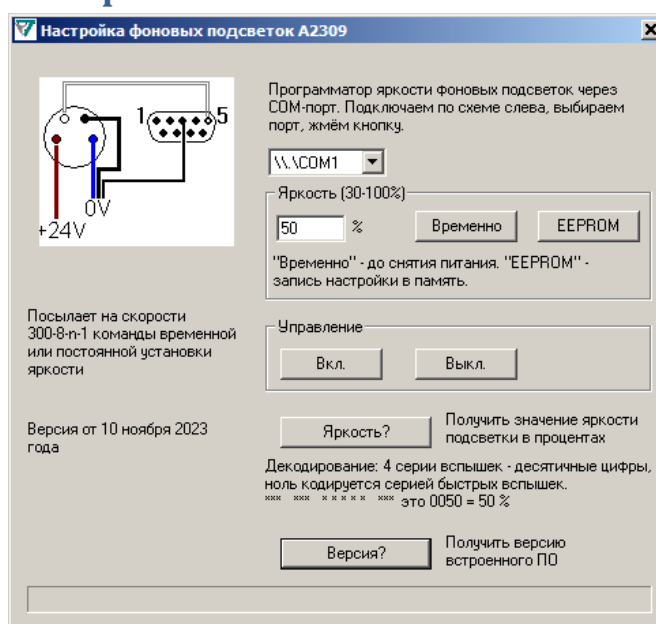 Настройка фоновых подсветок A2309
1
5
0V
+24V
Программатор яркости фоновых подсветок через
COM-порт. Подключаем по схеме слева, выбираем
порт, жмём кнопку.
\\.\COM1
Яркость (30-100%)
50
%
Временно
EEPROM
"Временно" - до снятия питания. "EEPROM" -
запись настройки в память.
Посылает на скорости
300-8-n-1 команды временной
или постоянной установки
яркости
Управление
Вкл.
Выкл.
Версия от 10 ноября 2023
года
Яркость?
Получить значение яркости
подсветки в процентах
Декодирование: 4 серии вспышек - десятичные цифры,
ноль кодируется серией быстрых вспышек.
*** *** * * * * * *** это 0050 = 50 %
Версия?
Получить версию
встроенного ПО